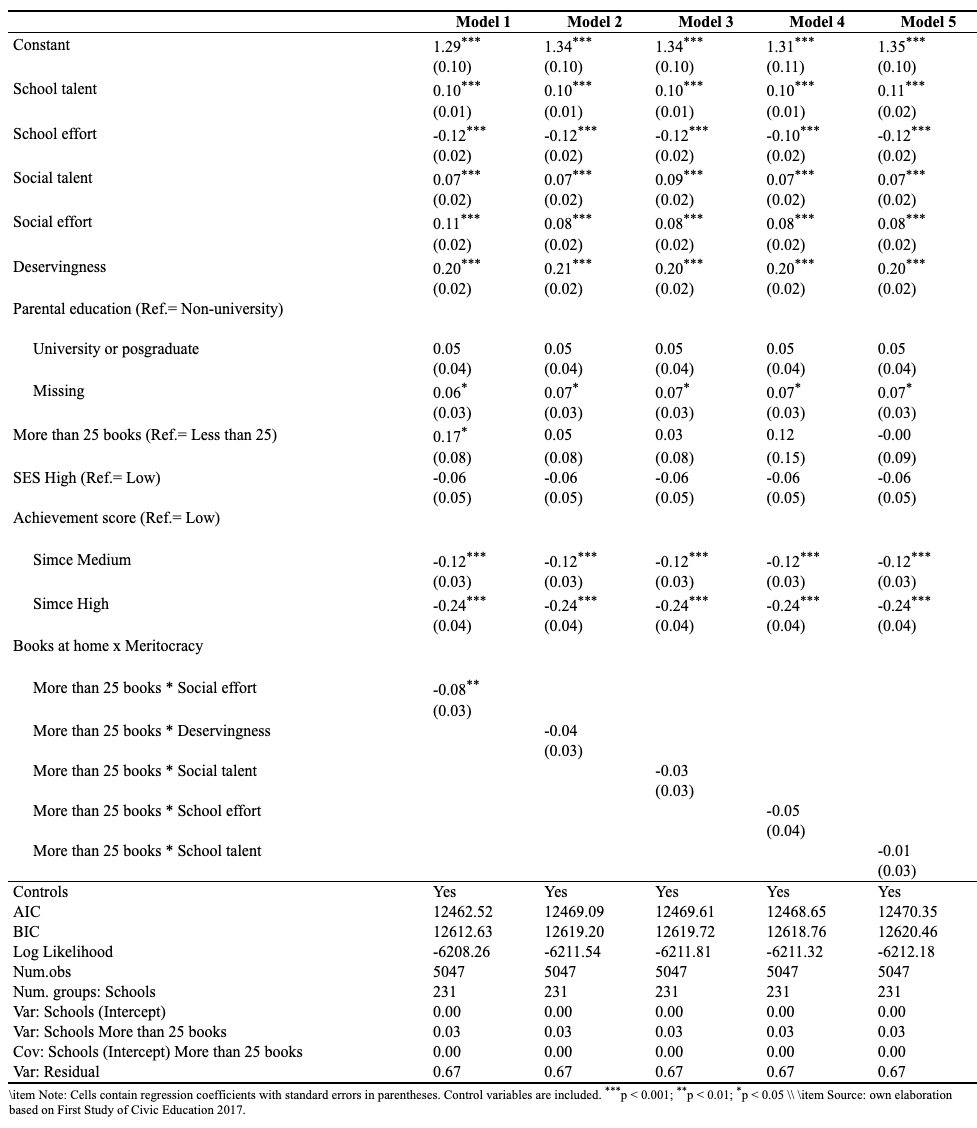 Model 1 Model 2 Model 3 Model 4 Model 5
Constant 1.29*** 1.34*** 1.34*** 1.31*** 1.35***
(0.10) (0.10) (0.10) (0.11) (0.10)
School talent 0.10*** 0.10*** 0.10*** 0.10*** 0.11***
(0.01) (0.01) (0.01) (0.01) (0.02)
School effort -0.12*** -0.12*** -0.12*** -0.10*** -0.12***
(0.02) (0.02) (0.02) (0.02) (0.02)
Social talent 0.07*** 0.07*** 0.09*** 0.07*** 0.07***
(0.02) (0.02) (0.02) (0.02) (0.02)
Social effort 0.11*** 0.08*** 0.08*** 0.08*** 0.08***
(0.02) (0.02) (0.02) (0.02) (0.02)
Deservingness 0.20*** 0.21*** 0.20*** 0.20*** 0.20***
(0.02) (0.02) (0.02) (0.02) (0.02)
Parental education (Ref.= Non-university)
University or posgraduate 0.05 0.05 0.05 0.05 0.05
(0.04) (0.04) (0.04) (0.04) (0.04)
Missing 0.06* 0.07* 0.07* 0.07* 0.07*
(0.03) (0.03) (0.03) (0.03) (0.03)
More than 25 books (Ref.= Less than 25) 0.17* 0.05 0.03 0.12 -0.00
(0.08) (0.08) (0.08) (0.15) (0.09)
SES High (Ref.= Low) -0.06 -0.06 -0.06 -0.06 -0.06
(0.05) (0.05) (0.05) (0.05) (0.05)
Achievement score (Ref.= Low)
Simce Medium -0.12*** -0.12*** -0.12*** -0.12*** -0.12***
(0.03) (0.03) (0.03) (0.03) (0.03)
Simce High -0.24*** -0.24*** -0.24*** -0.24*** -0.24***
(0.04) (0.04) (0.04) (0.04) (0.04)
Books at home x Meritocracy
More than 25 books * Social effort -0.08**
(0.03)
More than 25 books * Deservingness -0.04
(0.03)
More than 25 books * Social talent -0.03
(0.03)
More than 25 books * School effort -0.05
(0.04)
More than 25 books * School talent -0.01
(0.03)
Controls Yes Yes Yes Yes Yes
AIC 12462.52 12469.09 12469.61 12468.65 12470.35
BIC 12612.63 12619.20 12619.72 12618.76 12620.46
Log Likelihood -6208.26 -6211.54 -6211.81 -6211.32 -6212.18
Num.obs 5047 5047 5047 5047 5047
Num. groups: Schools 231 231 231 231 231
Var: Schools (Intercept) 0.00 0.00 0.00 0.00 0.00
Var: Schools More than 25 books 0.03 0.03 0.03 0.03 0.03
Cov: Schools (Intercept) More than 25 books 0.00 0.00 0.00 0.00 0.00
Var: Residual 0.67 0.67 0.67 0.67 0.67
\item Note: Cells contain regression coefficients with standard errors in parentheses. Control variables are included. ***p < 0.001; **p < 0.01; *p < 0.05 \\ \item Source: own elaboration
based on First Study of Civic Education 2017.